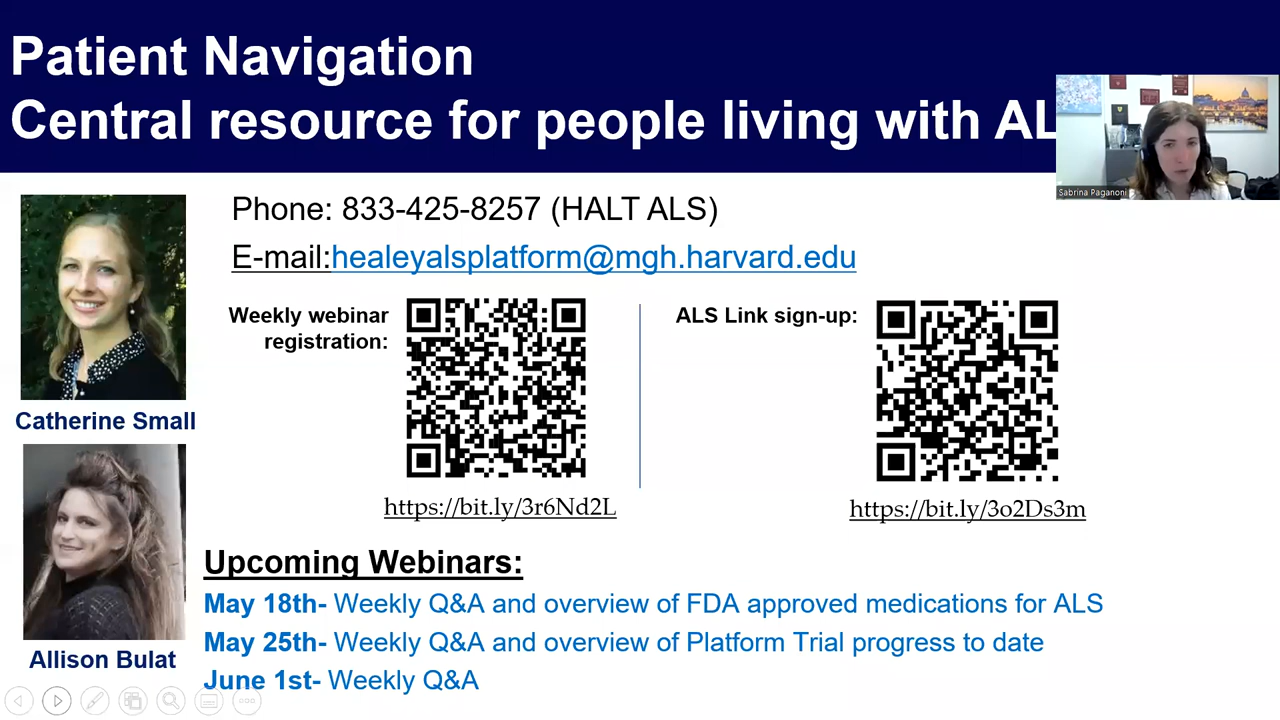 Patient Navigation
Central resource for people living with AL
Sabrina Paganoni
Phone: 833-425-8257 (HALT ALS)
E-mail:healeyalsplatform@mgh.harvard.edu
Weekly webinar
registration:
ALS Link sign-up:
Catherine Small
https://bit.ly/3r6Nd2L
https://bit.ly/3o2Ds3m
Upcoming Webinars:
May 18th- Weekly Q&A and overview of FDA approved medications for ALS
May 25th- Weekly Q&A and overview of Platform Trial progress to date
Allison Bulat
June 1st- Weekly Q&A